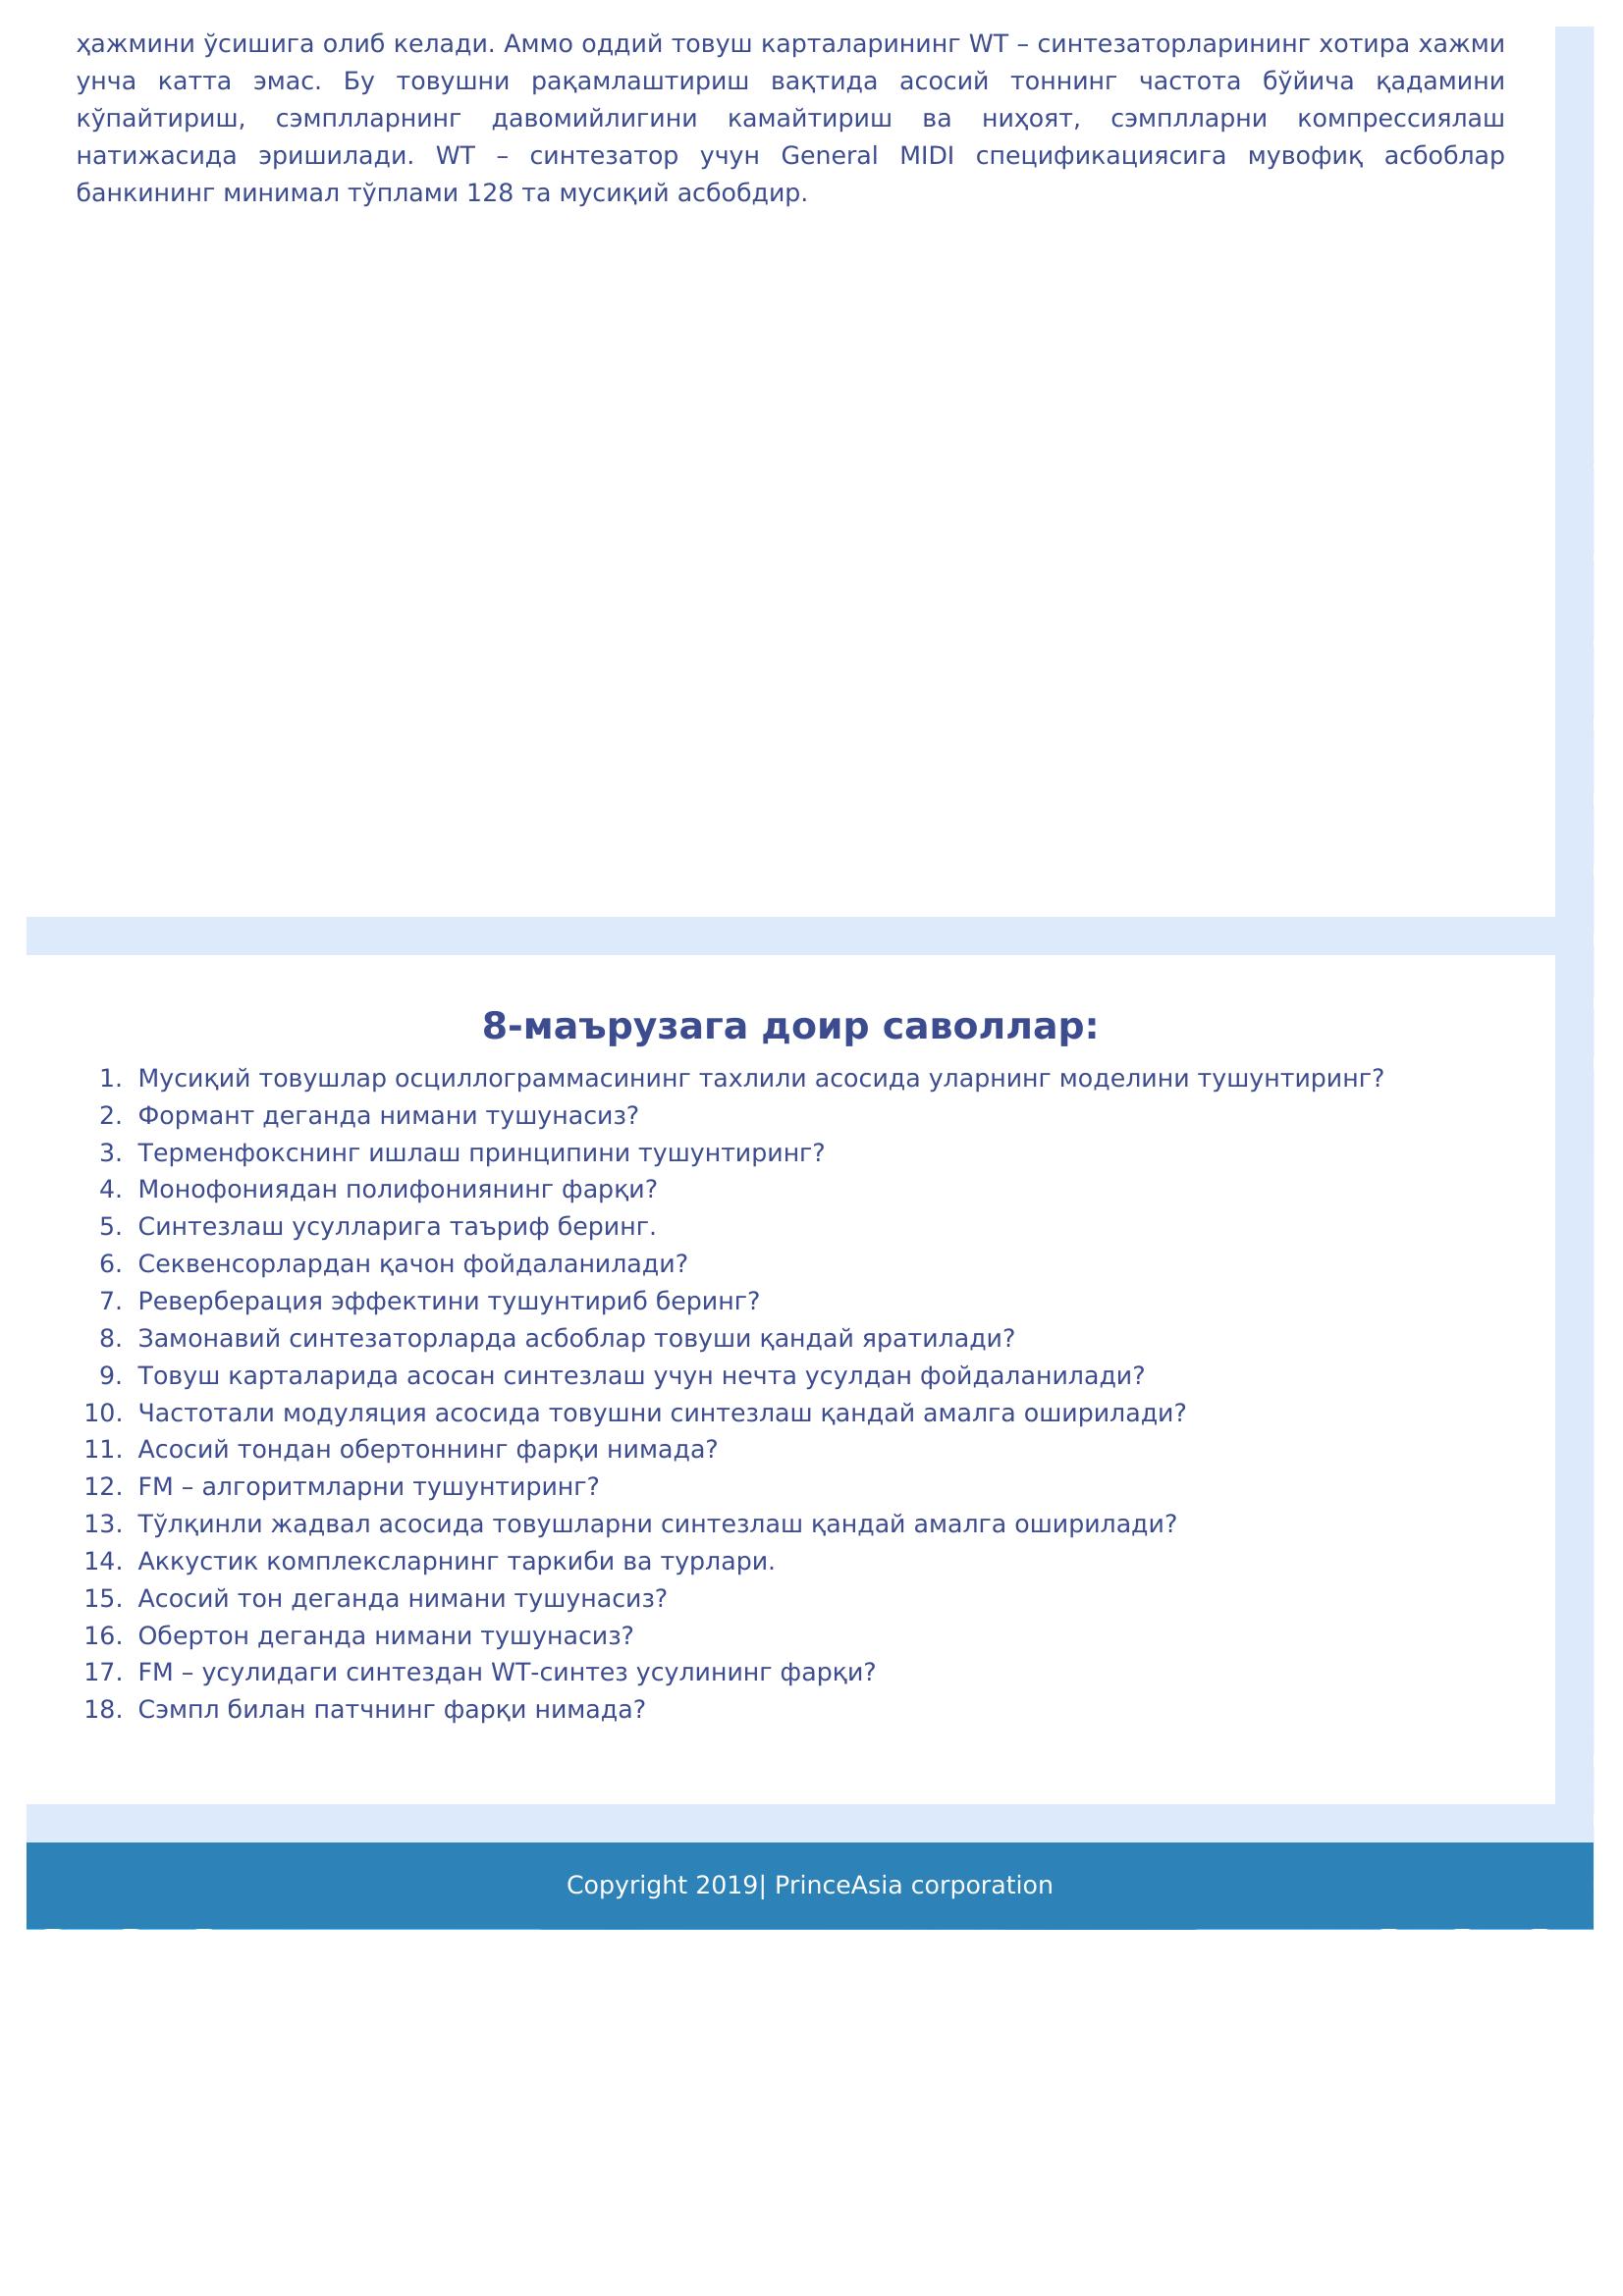 ҳажмини ўсишига олиб келади. Аммо оддий товуш карталарининг WT – синтезаторларининг хотира хажми
унча катта эмас. Бу товушни рақамлаштириш вақтида асосий тоннинг частота бўйича қадамини
кўпайтириш, сэмплларнинг давомийлигини камайтириш ва ниҳоят, сэмплларни компрессиялаш
натижасида эришилади. WT – синтезатор учун General MIDI спецификациясига мувофиқ асбоблар
банкининг минимал тўплами 128 та мусиқий асбобдир.
8-маърузага доир саволлар:
1. Мусиқий товушлар осциллограммасининг тахлили асосида уларнинг моделини тушунтиринг?
2. Формант деганда нимани тушунасиз?
3. Терменфокснинг ишлаш принципини тушунтиринг?
4. Монофониядан полифониянинг фарқи?
5. Синтезлаш усулларига таъриф беринг.
6. Секвенсорлардан қачон фойдаланилади?
7. Реверберация эффектини тушунтириб беринг?
8. Замонавий синтезаторларда асбоблар товуши қандай яратилади?
9. Товуш карталарида асосан синтезлаш учун нечта усулдан фойдаланилади?
10. Частотали модуляция асосида товушни синтезлаш қандай амалга оширилади?
11. Асосий тондан обертоннинг фарқи нимада?
12. FM – алгоритмларни тушунтиринг?
13. Тўлқинли жадвал асосида товушларни синтезлаш қандай амалга оширилади?
14. Аккустик комплексларнинг таркиби ва турлари.
15. Асосий тон деганда нимани тушунасиз?
16. Обертон деганда нимани тушунасиз?
17. FM – усулидаги синтездан WT-синтез усулининг фарқи?
18. Сэмпл билан патчнинг фарқи нимада?
Copyright 2019| PrinceAsia corporation